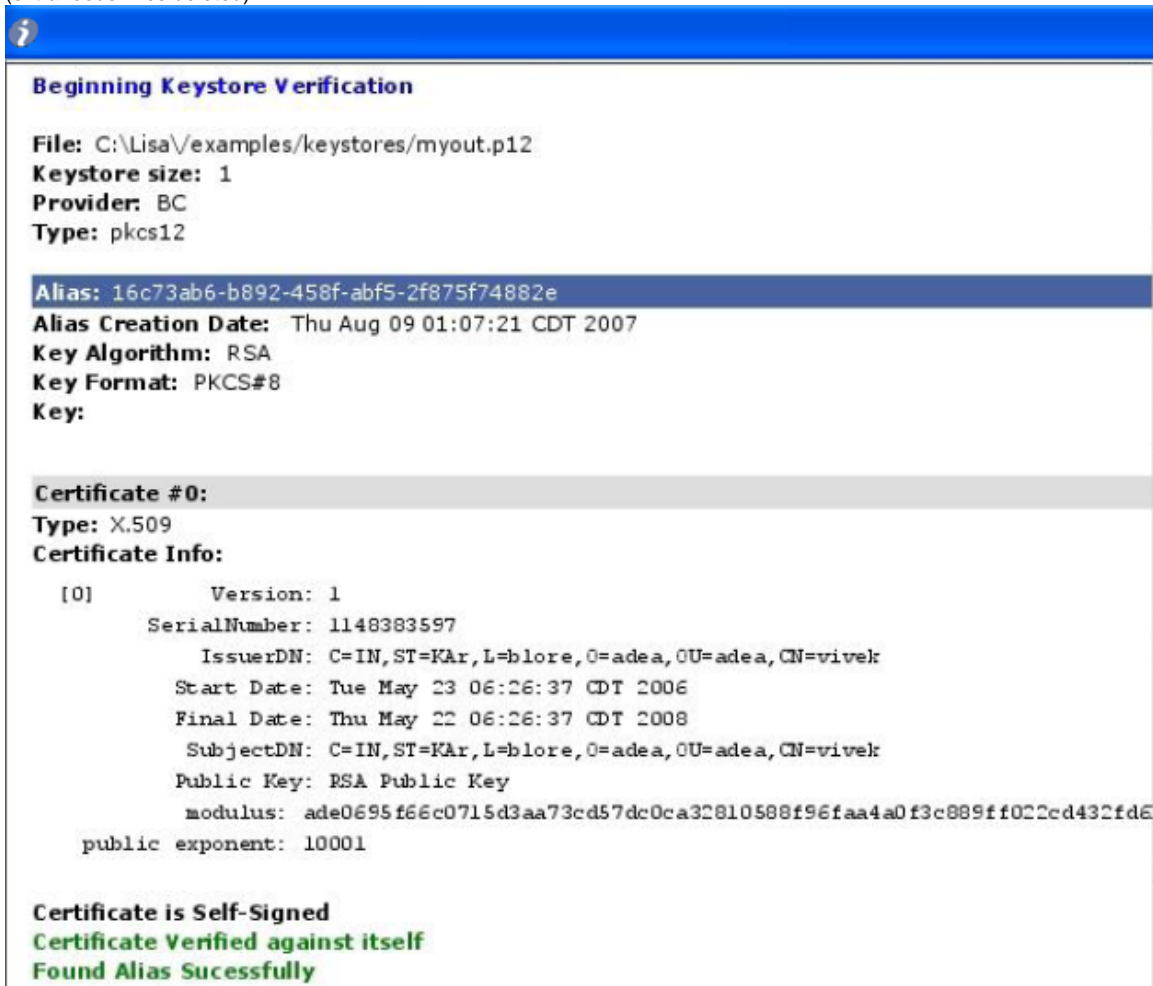 Beginning Keystore Verification
File: C:\Lisa\/examples/keystores/myout.p12
Keystore size: 1
Provider: BC
Type: pkcs12
Alias: 16c73ab6-b892-458f-abf5-2f875f74882e
Alias Creation Date: Thu Aug 09 01:07:21 CDT 2007
Key Algorithm: RSA
Key Format: PKCS#8
Key:
Certificate #0:
Type: X.509
Certificate Info:
[0] Version: 1
SerialNumber: 1148383597
IssuerDN: C=IN,ST=KAr,L=blore,O=adea,OU=adea,CN=vivek
Start Date: Tue May 23 06:26:37 CDT 2006
Final Date: Thu May 22 06:26:37 CDT 2008
SubjectDN: C=IN,ST=KAr,L=blore,O=adea,OU=adea,CN=vivek
Public Key: RSA Public Key
modulus: ade0695f66c0715d3aa73cd57dc0ca32810588f96faa4a0f3c889ff022cd432fd6
public exponent: 10001
Certificate is Self-Signed
Certificate Verified against itself
Found Alias Sucessfully